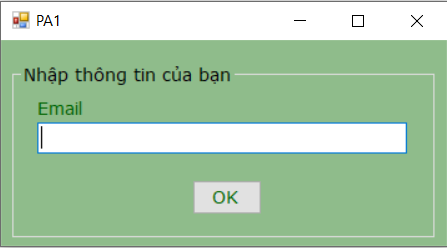 PA1
Nhập thông tin của bạn
Email
OK